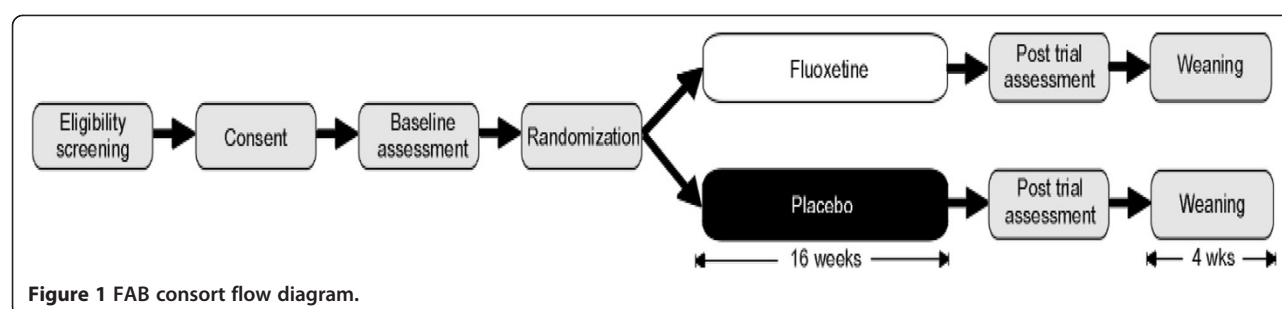 Eligibility
screening
Consent
Baseline
assessment
Randomization
Fluoxetine
Post trial
assessment
Weaning
Placebo
Post trial
assessment
Weaning
16 weeks
4 wks
Figure 1 FAB consort flow diagram.